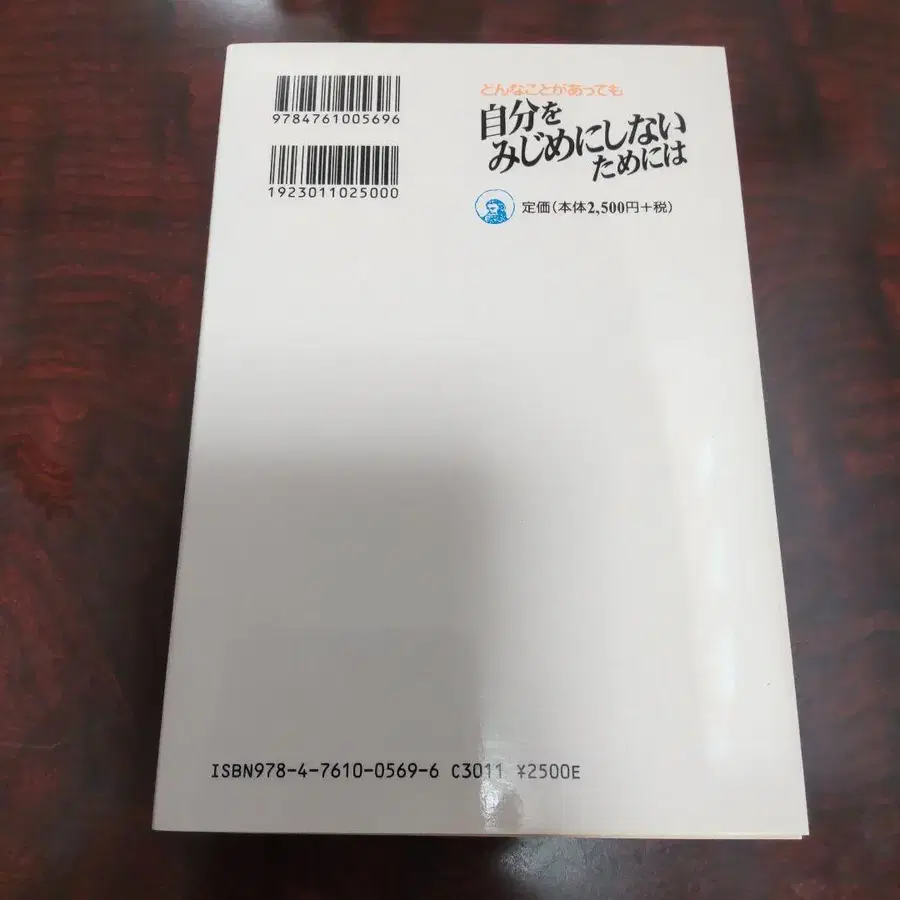 9784761005696
1923011025000
どんなことがあっても
自分を
みじめにしない
ためには
定価(本体2,500円+税)
ISBN978-4-7610-0569-6 C3011 ¥2500E